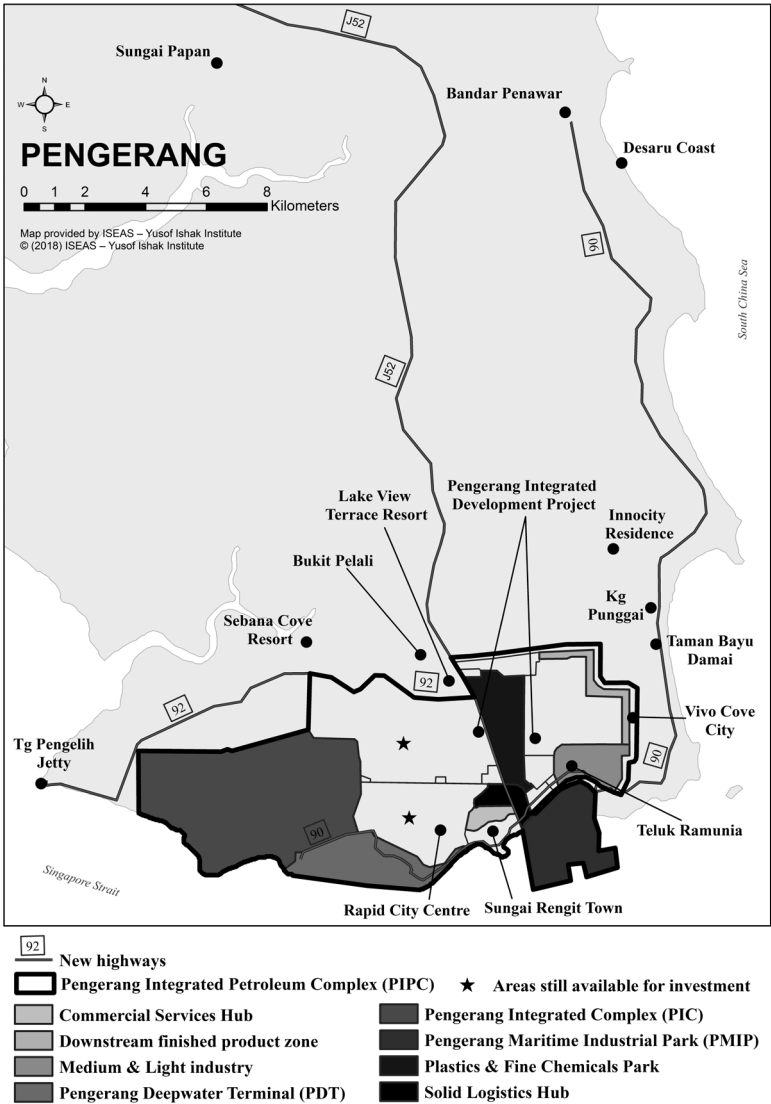 J52
Sungai Papan
Bandar Penawar
N
W E
S
PENGERANG
Desaru Coast
0 1 2 4 6 8
Kilometers
Map provided by ISEAS – Yusof Ishak Institute
© (2018) ISEAS – Yusof Ishak Institute
90
South China Sea
J52
Lake View
Terrace Resort
Pengerang Integrated
Development Project
Innocity
Residence
Bukit Pelali
Kg
Punggai
Sebana Cove
Resort
Taman Bayu
Damai
92
92
Vivo Cove
City
Tg Pengelih
Jetty
90
90
Teluk Ramunia
Singapore Strait
Rapid City Centre
Sungai Rengit Town
92
New highways
Pengerang Integrated Petroleum Complex (PIPC)
Areas still available for investment
Commercial Services Hub
Pengerang Integrated Complex (PIC)
Downstream finished product zone
Pengerang Maritime Industrial Park (PMIP)
Medium & Light industry
Plastics & Fine Chemicals Park
Pengerang Deepwater Terminal (PDT)
Solid Logistics Hub